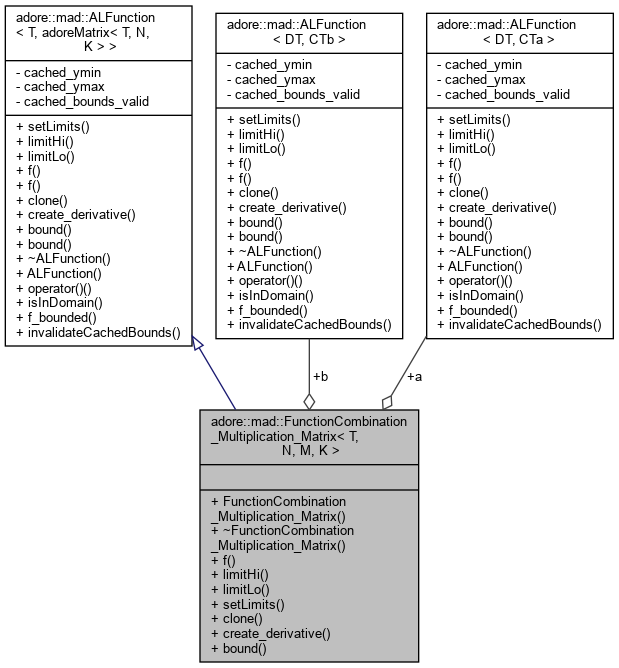 adore::mad::ALFunction
< T, adoreMatrix< T, N,
K > >
- cached_ymin
- cached_ymax
- cached_bounds_valid
+ setLimits()
+ limitHi()
+ limitLo()
+ f()
+ f()
+ clone()
+ create_derivative()
+ bound()
+ bound()
+ ~ALFunction()
+ ALFunction()
+ operator()()
+ isInDomain()
+ f_bounded()
+ invalidateCachedBounds()
adore::mad::ALFunction
< DT, CTb >
- cached_ymin
- cached_ymax
- cached_bounds_valid
+ setLimits()
+ limitHi()
+ limitLo()
+ f()
+ f()
+ clone()
+ create_derivative()
+ bound()
+ bound()
+ ~ALFunction()
+ ALFunction()
+ operator()()
+ isInDomain()
+ f_bounded()
+ invalidateCachedBounds()
adore::mad::ALFunction
< DT, CTa >
- cached_ymin
- cached_ymax
- cached_bounds_valid
+ setLimits()
+ limitHi()
+ limitLo()
+ f()
+ f()
+ clone()
+ create_derivative()
+ bound()
+ bound()
+ ~ALFunction()
+ ALFunction()
+ operator()()
+ isInDomain()
+ f_bounded()
+ invalidateCachedBounds()
+b
+a
adore::mad::FunctionCombination
_Multiplication_Matrix< T,
N, M, K >
+ FunctionCombination
_Multiplication_Matrix()
+ ~FunctionCombination
_Multiplication_Matrix()
+ f()
+ limitHi()
+ limitLo()
+ setLimits()
+ clone()
+ create_derivative()
+ bound()